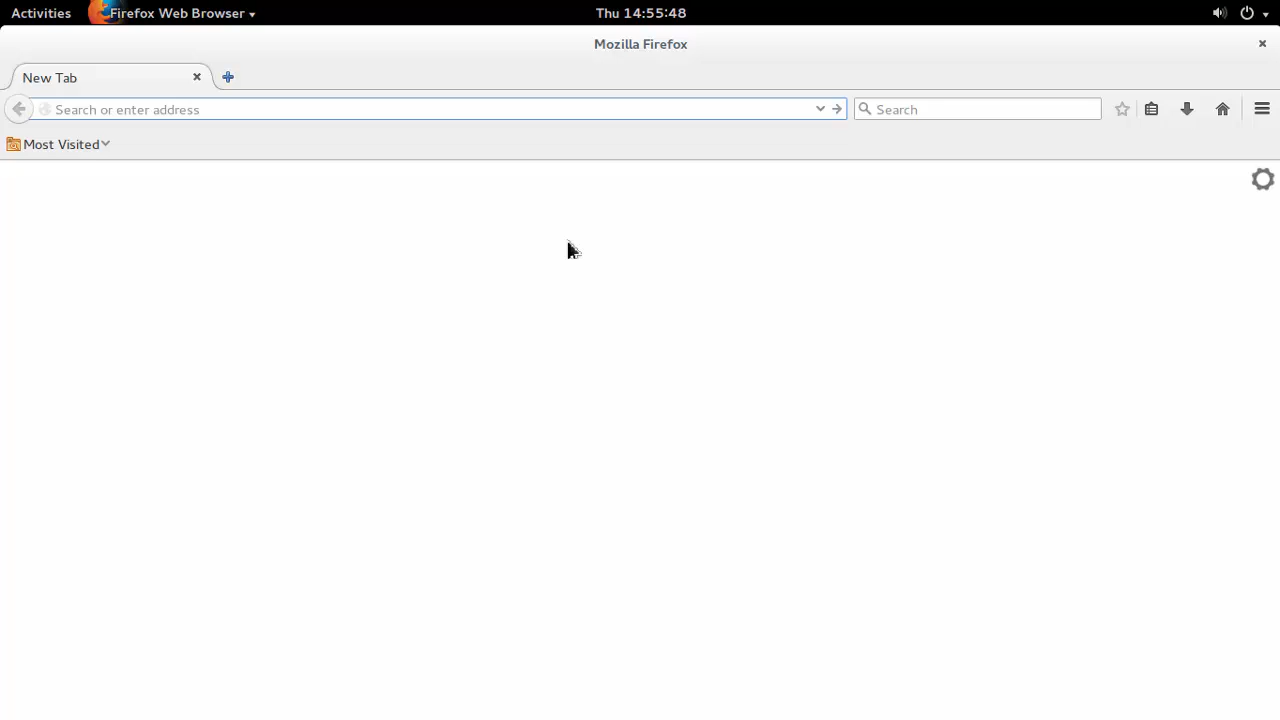 Activities Firefox Web Browser Thu 14:55:48
Mozilla Firefox
New Tab
Search or enter address Search
Most Visited